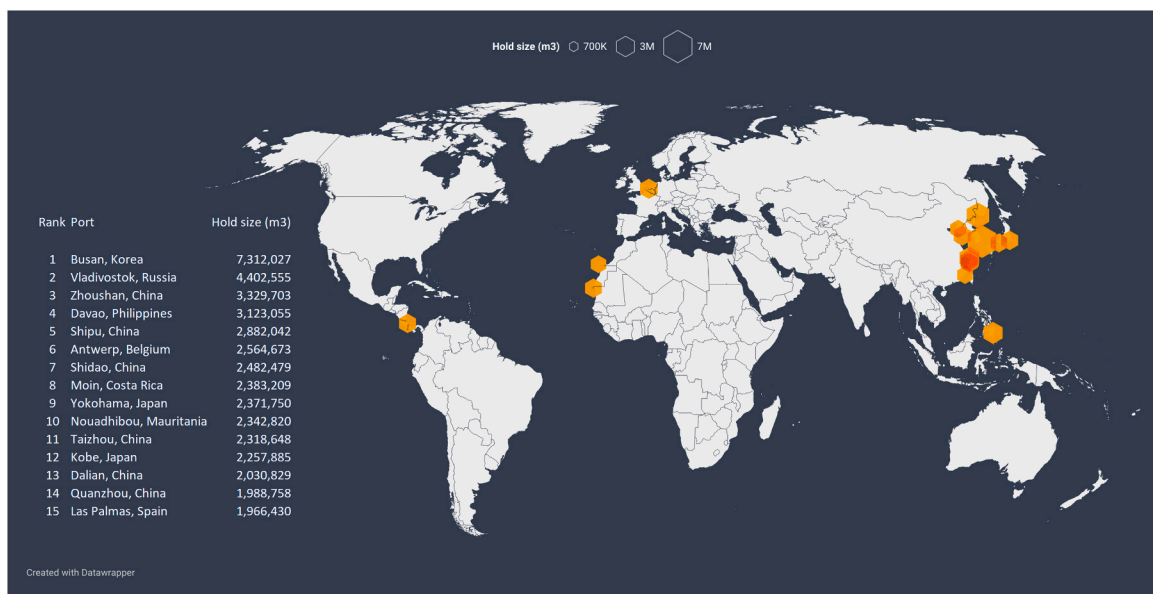 Hold size (m3) 700K 3M 7M
Rank Port Hold size (m3)
1 Busan, Korea 7,312,027
2 Vladivostok, Russia 4,402,555
3 Zhoushan, China 3,329,703
4 Davao, Philippines 3,123,055
5 Shipu, China 2,882,042
6 Antwerp, Belgium 2,564,673
7 Shidao, China 2,482,479
8 Moin, Costa Rica 2,383,209
9 Yokohama, Japan 2,371,750
10 Nouadhibou, Mauritania 2,342,820
11 Taizhou, China 2,318,648
12 Kobe, Japan 2,257,885
13 Dalian, China 2,030,829
14 Quanzhou, China 1,988,758
15 Las Palmas, Spain 1,966,430
Created with Datawrapper